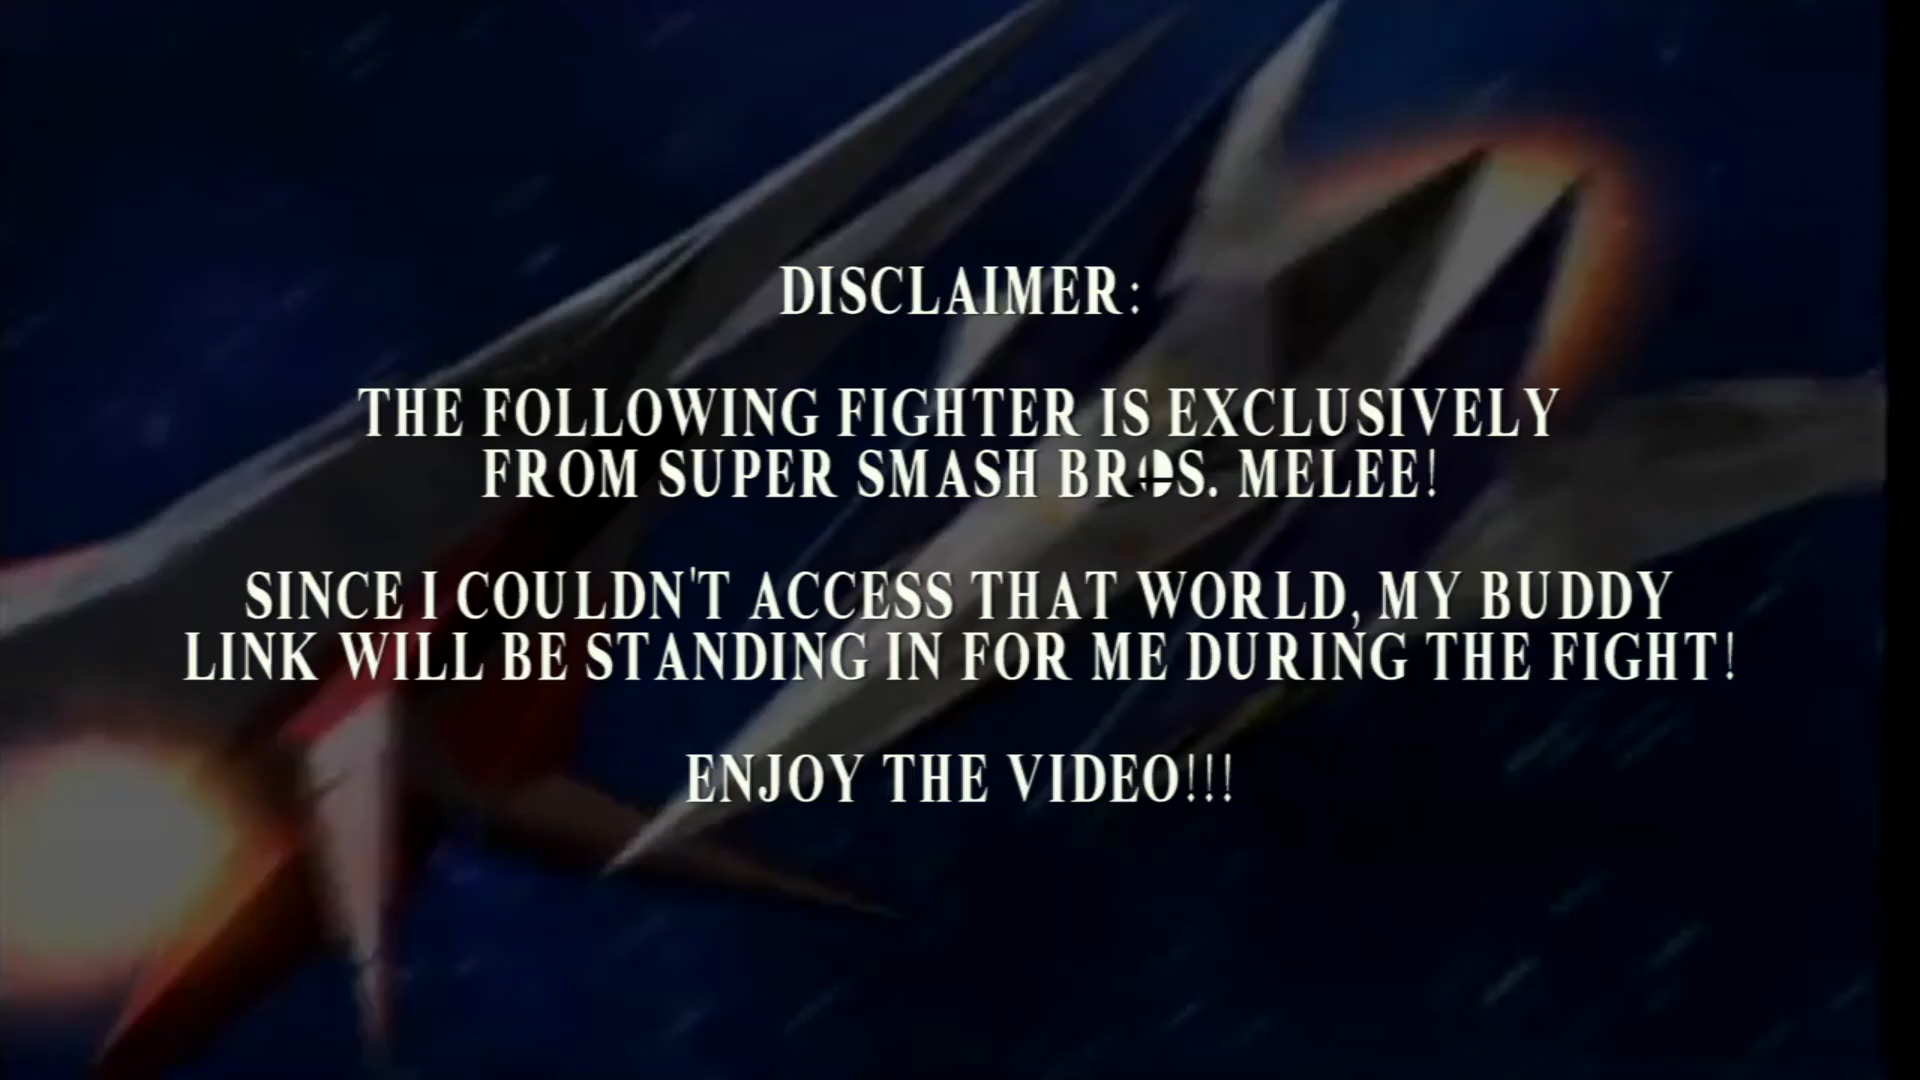 DISCLAIMER:
THE FOLLOWING FIGHTER IS EXCLUSIVELY
FROM SUPER SMASH BROS. MELEE!
SINCE I COULDN'T ACCESS THAT WORLD, MY BUDDY
LINK WILL BE STANDING IN FOR ME DURING THE FIGHT!
ENJOY THE VIDEO!!!